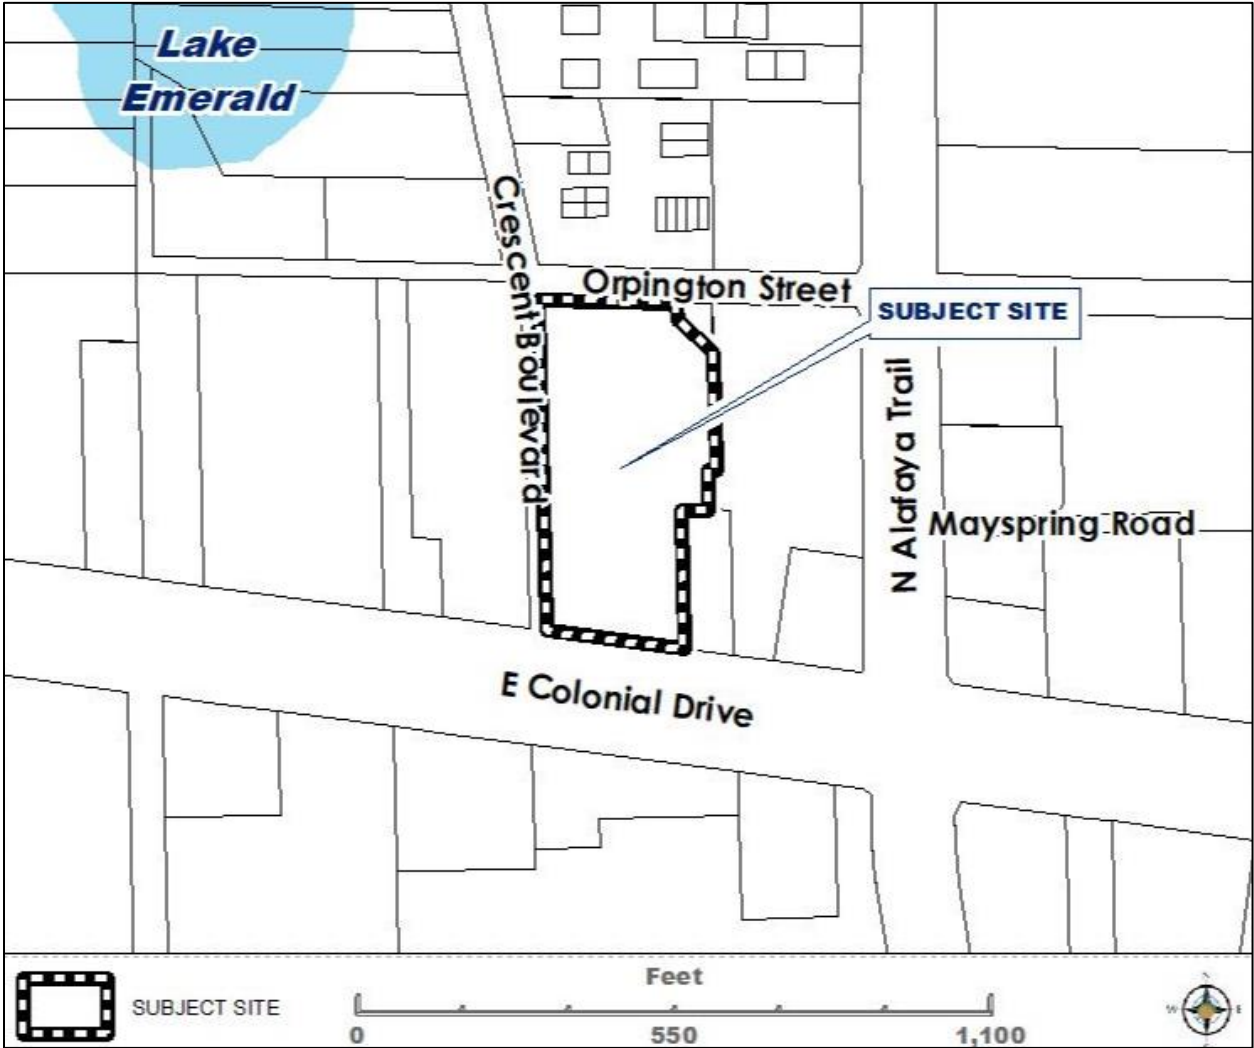 Lake
Emerald
Crescent Boulevard
Orpington Street
SUBJECT SITE
N Alafaya Trail
Mayspring Road
E Colonial Drive
Feet
SUBJECT SITE
0 550 1,100
N
W E